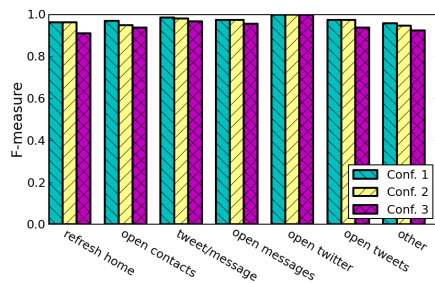 1.0
0.8
0.6
0.4
0.2
0.0
F-measure
Conf. 1
Conf. 2
Conf. 3
refresh home
open contacts
tweet/message
open messages
open twitter
open tweets
other